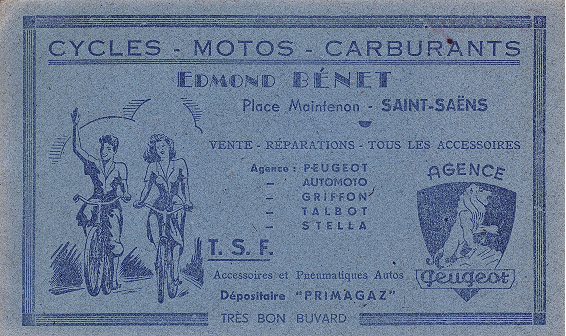 CYCLES - MOTOS - CARBURANTS
EDMOND BÉNET
Place Maintenon - SAINT-SAËNS
VENTE - RÉPARATIONS - TOUS LES ACCESSOIRES
Agence : PEUGEOT
– AUTOMOTO
– GRIFFON
– TALBOT
– STELLA
AGENCE
Peugeot
T. S. F.
Accessoires et Pneumatiques Autos
Dépositaire "PRIMAGAZ"
TRÈS BON BUVARD